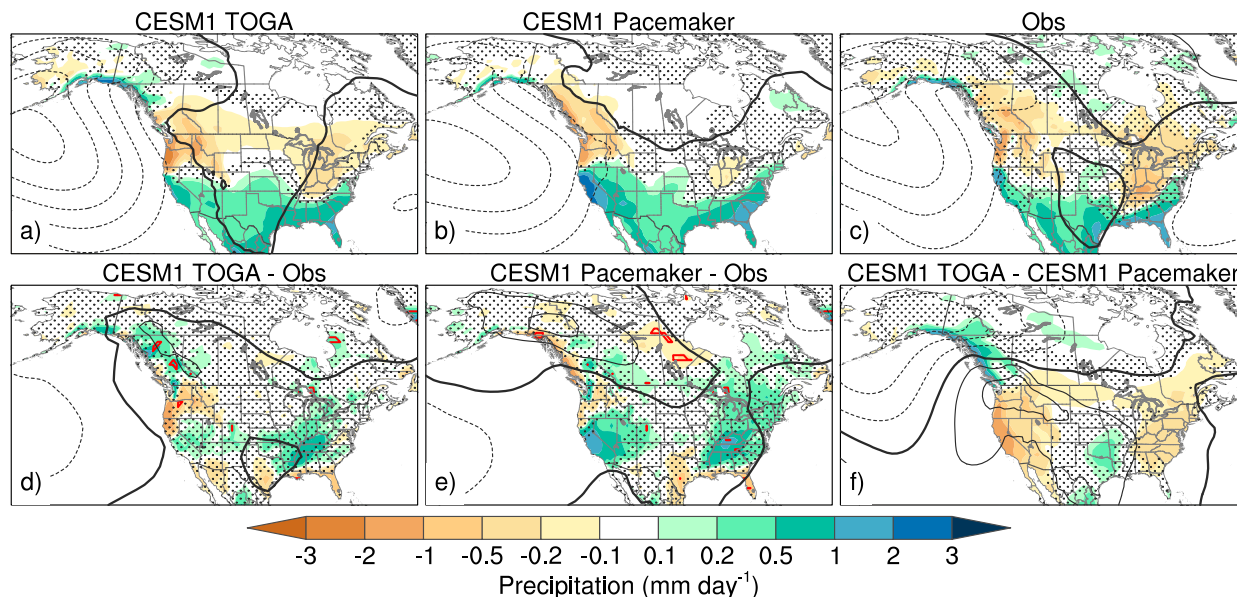 CESM1 TOGA
CESM1 Pacemaker
Obs
a)
b)
c)
CESM1 TOGA - Obs
CESM1 Pacemaker - Obs
CESM1 TOGA - CESM1 Pacemaker
d)
e)
f)
-3 -2 -1 -0.5 -0.2 -0.1 0.1 0.2 0.5 1 2 3
Precipitation (mm day⁻¹)